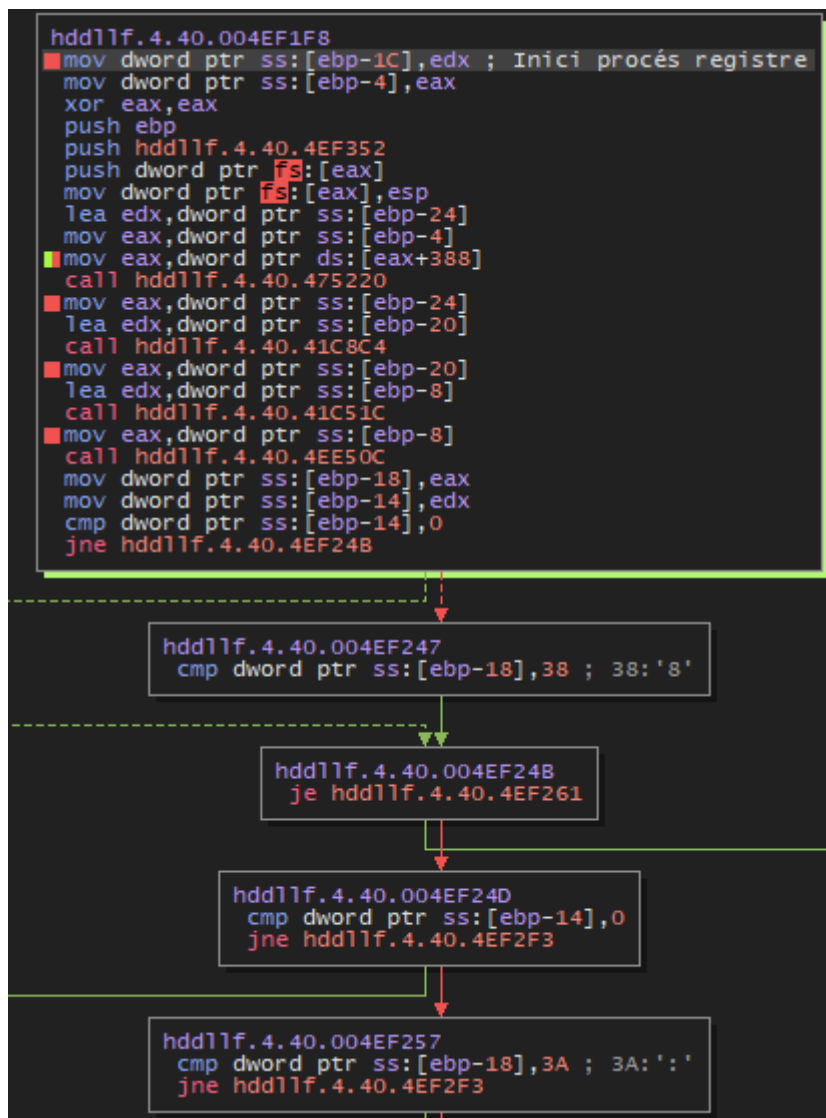 hddllf.4.40.004EF1F8
mov dword ptr ss:[ebp-1C],edx ; Inici procés registre
mov dword ptr ss:[ebp-4],eax
xor eax,eax
push ebp
push hddllf.4.40.4EF352
push dword ptr fs:[eax]
mov dword ptr fs:[eax],esp
lea edx,dword ptr ss:[ebp-24]
mov eax,dword ptr ss:[ebp-4]
mov eax,dword ptr ds:[eax+388]
call hddllf.4.40.475220
mov eax,dword ptr ss:[ebp-24]
lea edx,dword ptr ss:[ebp-20]
call hddllf.4.40.41C8C4
mov eax,dword ptr ss:[ebp-20]
lea edx,dword ptr ss:[ebp-8]
call hddllf.4.40.41C51C
mov eax,dword ptr ss:[ebp-8]
call hddllf.4.40.4EE50C
mov dword ptr ss:[ebp-18],eax
mov dword ptr ss:[ebp-14],edx
cmp dword ptr ss:[ebp-14],0
jne hddllf.4.40.4EF24B
hddllf.4.40.004EF247
cmp dword ptr ss:[ebp-18],38 ; 38:'8'
hddllf.4.40.004EF24B
je hddllf.4.40.4EF261
hddllf.4.40.004EF24D
cmp dword ptr ss:[ebp-14],0
jne hddllf.4.40.4EF2F3
hddllf.4.40.004EF257
cmp dword ptr ss:[ebp-18],3A ; 3A:':'
jne hddllf.4.40.4EF2F3